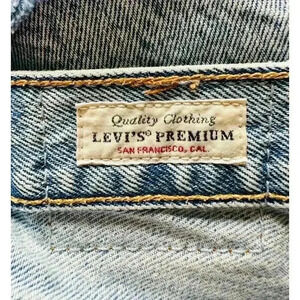 Quality Clothing
LEVI'S® PREMIUM
SAN FRANCISCO, CAL.